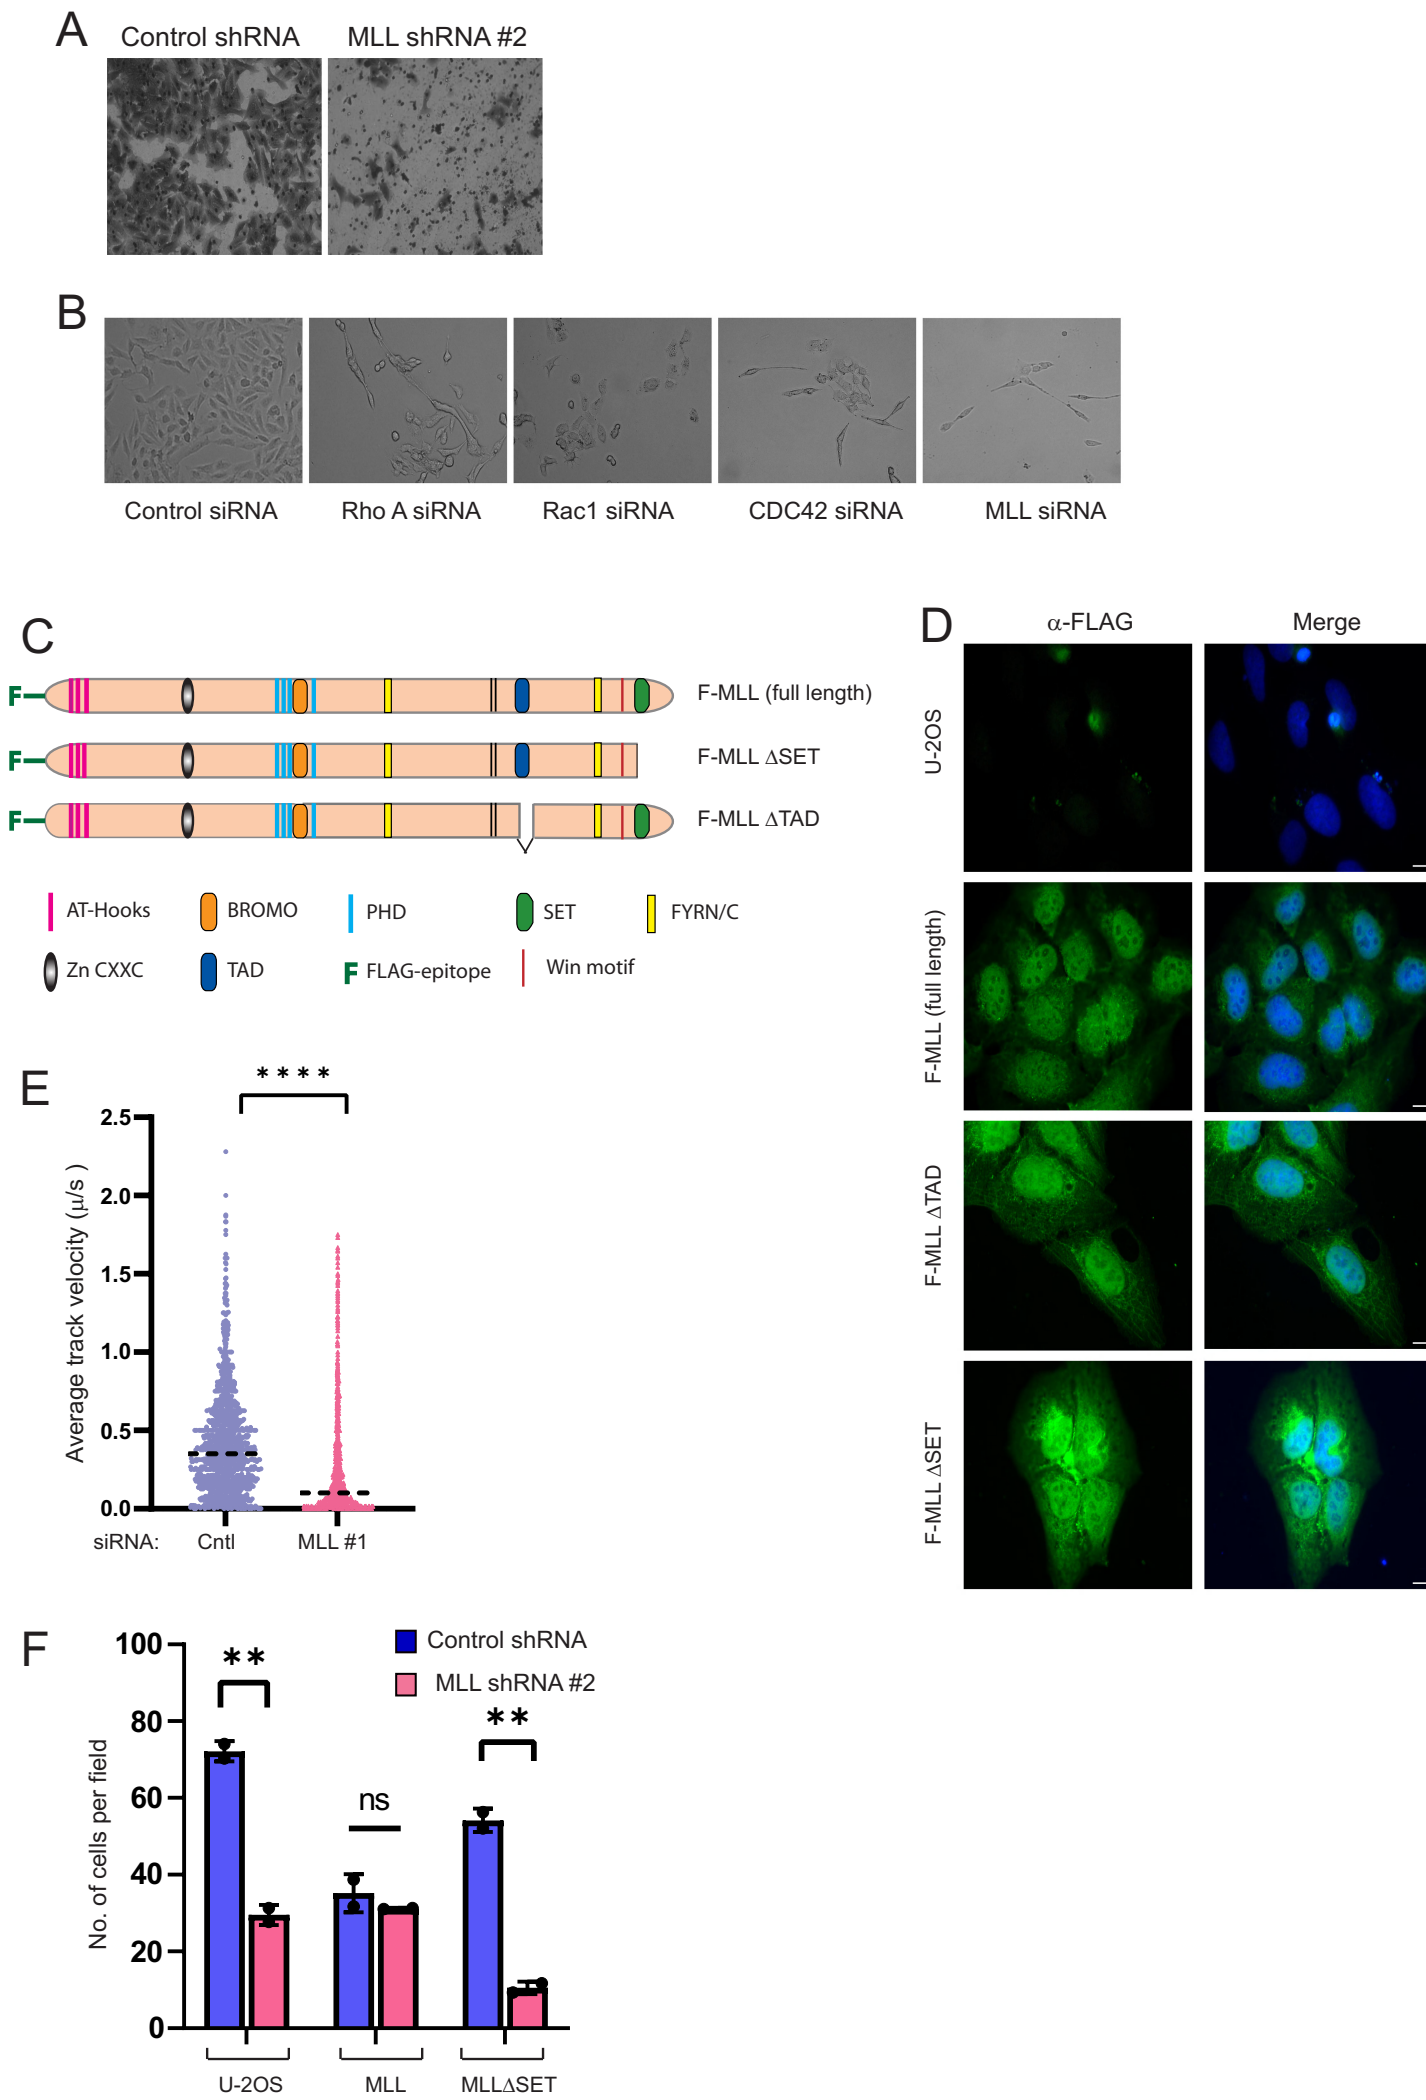 A
Control shRNA
MLL shRNA #2
B
Control siRNA
Rho A siRNA
Rac1 siRNA
CDC42 siRNA
MLL siRNA
C
F
F-MLL (full length)
F
F-MLL ΔSET
F
F-MLL ΔTAD
AT-Hooks
BROMO
PHD
SET
FYRN/C
Zn CXXC
TAD
F FLAG-epitope
Win motif
D
α-FLAG
Merge
U-2OS
F-MLL (full length)
F-MLL ΔTAD
F-MLL ΔSET
E
****
Average track velocity (μ/s )
2.5
2.0
1.5
1.0
0.5
0.0
siRNA:
Cntl
MLL #1
F
Control shRNA
MLL shRNA #2
No. of cells per field
100
80
60
40
20
0
**
ns
**
U-2OS
MLL
MLLΔSET